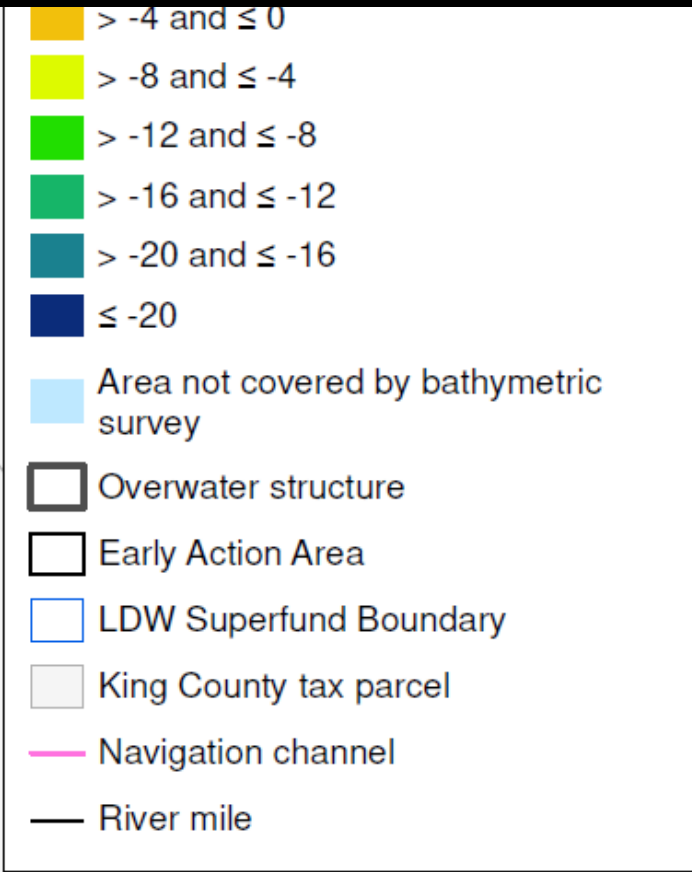 > -4 and ≤ 0
> -8 and ≤ -4
> -12 and ≤ -8
> -16 and ≤ -12
> -20 and ≤ -16
≤ -20
Area not covered by bathymetric
survey
Overwater structure
Early Action Area
LDW Superfund Boundary
King County tax parcel
Navigation channel
River mile